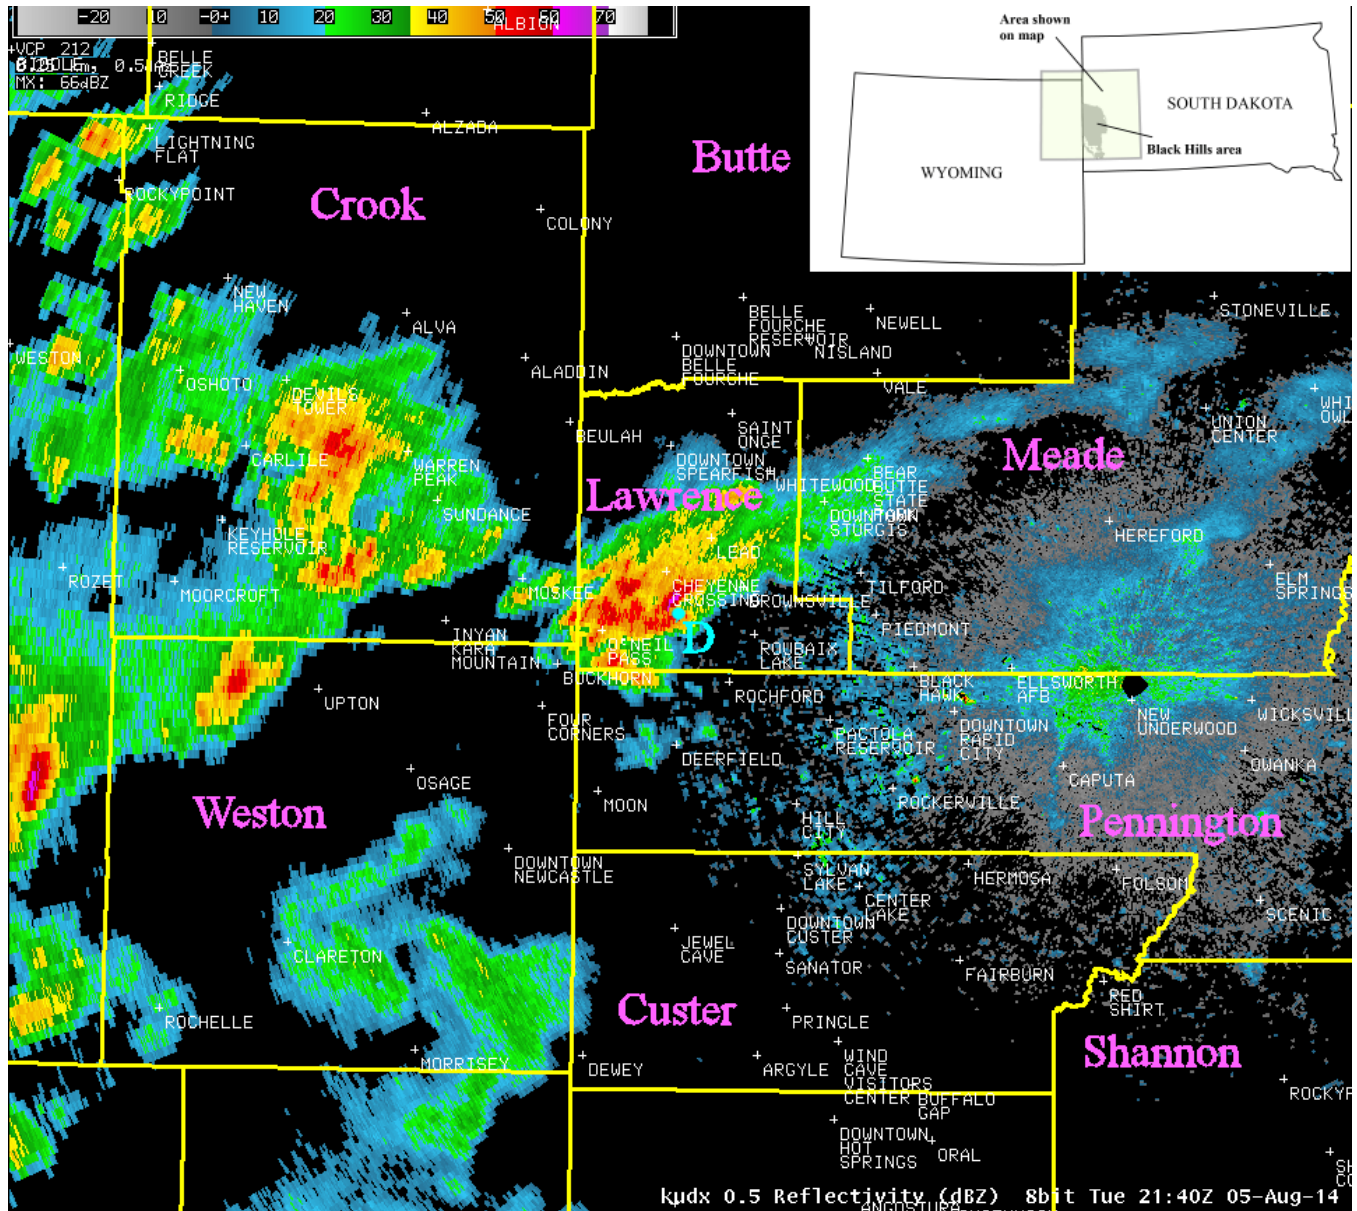 -20 -10 -0+ 10 20 30 40 50 60 70
ALBION
VCP 212
BIDDLE
0.5
MX: 66dBZ
BELLE
CREEK
RIDGE
ALZADA
LIGHTNING
FLAT
ROCKYPOINT
Crook
Butte
COLONY
Area shown
on map
SOUTH DAKOTA
Black Hills area
WYOMING
NEW
HAVEN
ALVA
WESTON
OSHOTO
DEVILS
TOWER
ALADDIN
BELLE
FOURCHE
RESERVOIR
NEWELL
NISLAND
STONEVILLE
DOWNTOWN
BELLE
FOURCHE
VALE
WHI
OWL
UNION
CENTER
BEULAH
SAINT
ONGE
CARLILE
WARREN
PEAK
DOWNTOWN
SPEARFISH
WHITEWOOD
BEAR
BUTTE
STATE
PARK
Meade
Lawrence
SUNDANCE
DOWNTOWN
STURGIS
KEYHOLE
RESERVOIR
HEREFORD
LEAD
ROZET
MOORCROFT
MOSKEE
CHEYENNE
CROSSING
BROWNSVILLE
TILFORD
ELM
SPRINGS
PIEDMONT
INYAN
KARA
MOUNTAIN
O'NEIL
PASS
D
ROUBAIX
LAKE
BUCKHORN
UPTON
ROCHFORD
BLACK
HAWK
ELLSWORTH
AFB
FOUR
CORNERS
PACTOLA
RESERVOIR
DOWNTOWN
RAPID
CITY
NEW
UNDERWOOD
WICKSVILL
DEERFIELD
OWANKA
CAPUTA
OSAGE
Weston
MOON
HILL
CITY
ROCKERVILLE
Pennington
DOWNTOWN
NEWCASTLE
SYLVAN
LAKE
HERMOSA
FOLSOM
CENTER
LAKE
SCENIC
DOWNTOWN
CUSTER
JEWEL
CAVE
CLARETON
SANATOR
FAIRBURN
RED
SHIRT
Custer
ROCHELLE
PRINGLE
Shannon
MORRISEY
DEWEY
ARGYLE
WIND
CAVE
VISITORS
CENTER
BUFFALO
GAP
ROCKYF
DOWNTOWN
HOT
SPRINGS
ORAL
kudx 0.5 Reflectivity (dBZ) 8bit Tue 21:40Z 05-Aug-14
ANGOSTURA